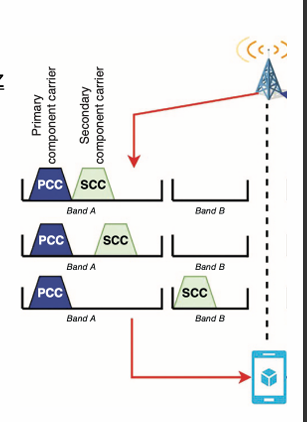 Primary
component carrier
Secondary
component carrier
PCC
SCC
Band A
Band B
PCC
SCC
Band A
Band B
PCC
SCC
Band A
Band B